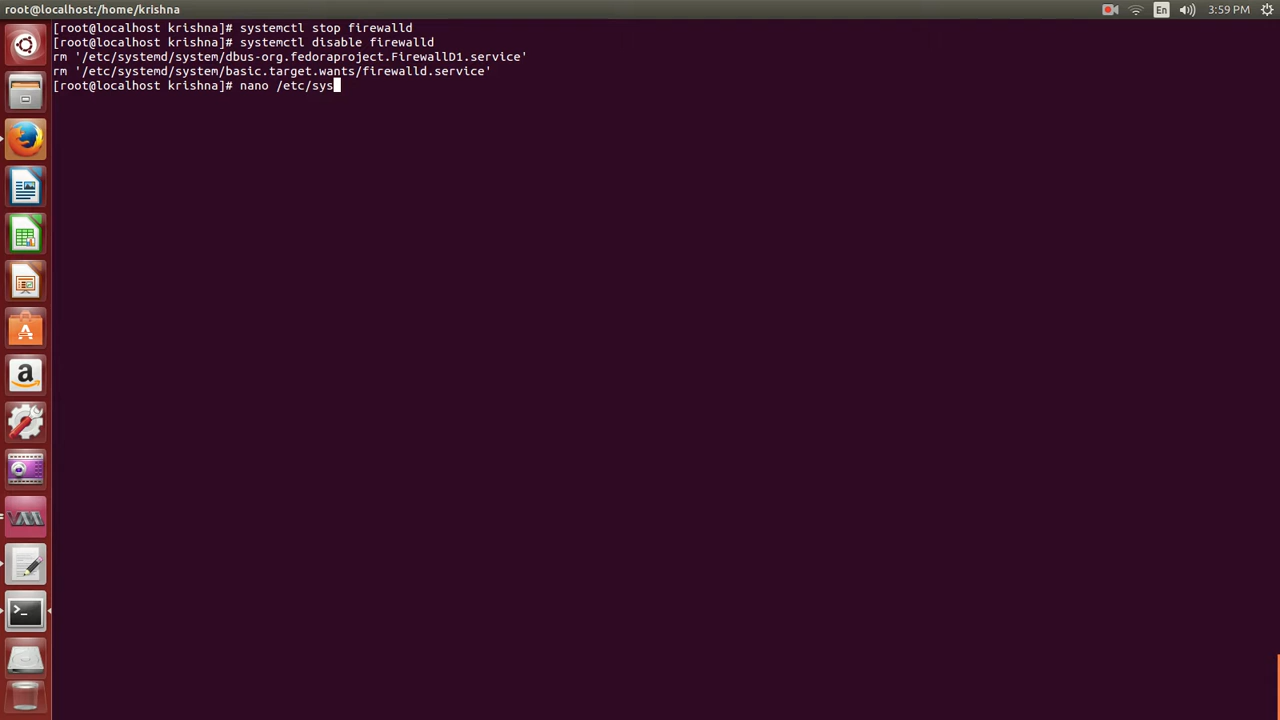 root@localhost:/home/krishna
En
3:59 PM
[root@localhost krishna]# systemctl stop firewalld
[root@localhost krishna]# systemctl disable firewalld
rm '/etc/systemd/system/dbus-org.fedoraproject.FirewallD1.service'
rm '/etc/systemd/system/basic.target.wants/firewalld.service'
[root@localhost krishna]# nano /etc/sys